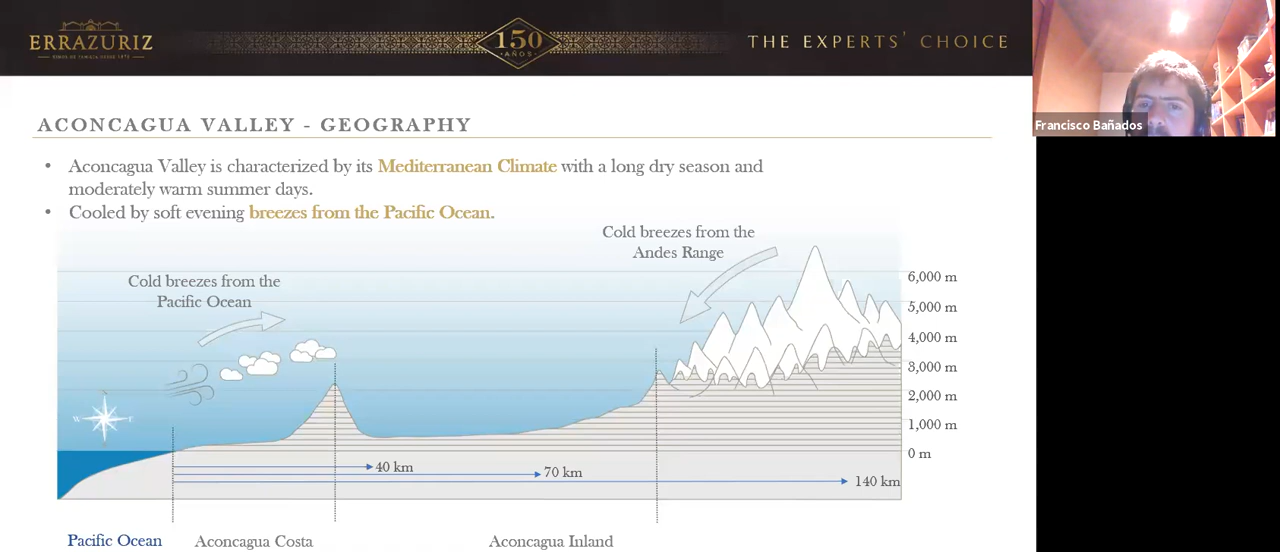 ERRAZURIZ
150
AÑOS
THE EXPERTS' CHOICE
Francisco Bañados
ACONCAGUA VALLEY - GEOGRAPHY
• Aconcagua Valley is characterized by its Mediterranean Climate with a long dry season and
moderately warm summer days.
• Cooled by soft evening breezes from the Pacific Ocean.
Cold breezes from the
Andes Range
Cold breezes from the
Pacific Ocean
6,000 m
5,000 m
4,000 m
3,000 m
2,000 m
1,000 m
0 m
40 km
70 km
140 km
Pacific Ocean
Aconcagua Costa
Aconcagua Inland